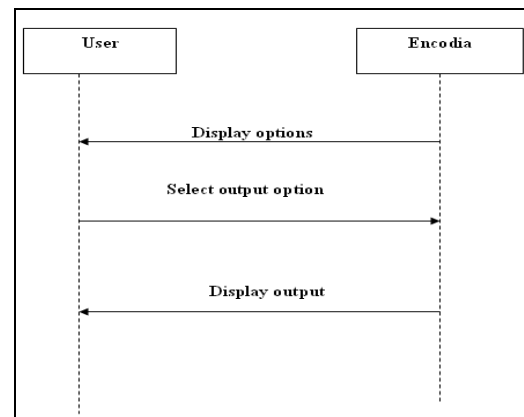 User
Encodia
Display options
Select output option
Display output